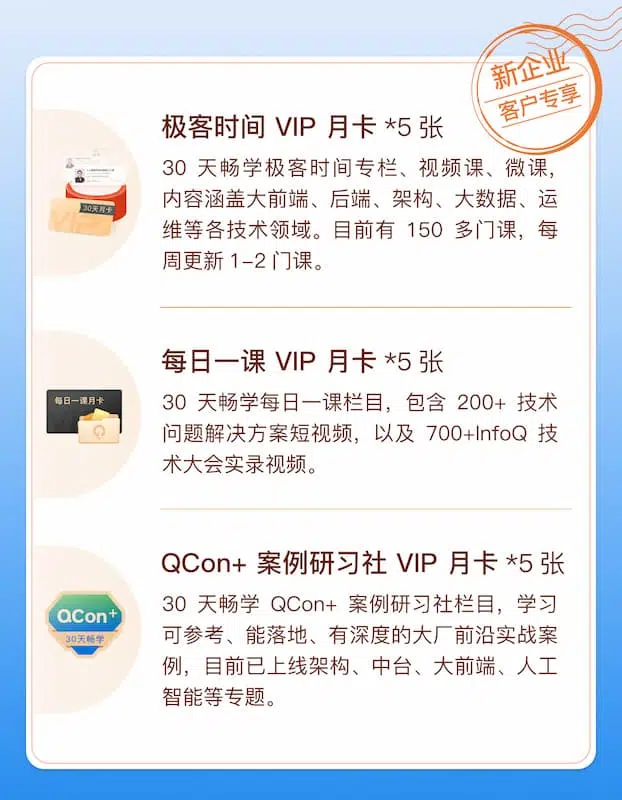 新企业
客户专享
极客时间 VIP 月卡 *5 张
30 天畅学极客时间专栏、视频课、微课,
内容涵盖大前端、后端、架构、大数据、运
维等各技术领域。目前有 150 多门课，每
周更新 1-2 门课。
30天月卡
每日一课 VIP 月卡 *5 张
30 天畅学每日一课栏目，包含 200+ 技术
问题解决方案短视频，以及 700+InfoQ 技
术大会实录视频。
每日一课月卡
QCon+ 案例研习社 VIP 月卡 *5 张
30 天畅学 QCon+ 案例研习社栏目，学习
可参考、能落地、有深度的大厂前沿实战案
例，目前已上线架构、中台、大前端、人工
智能等专题。
QCon+
30天畅学